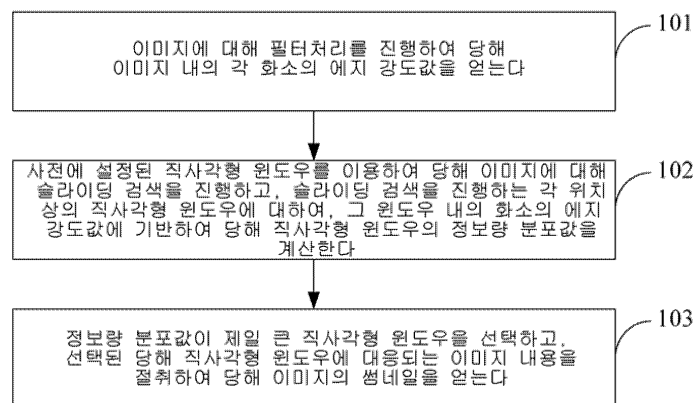 이미지에 대해 필터처리를 진행하여 당해
이미지 내의 각 화소의 에지 강도값을 얻는다
101
사전에 설정된 직사각형 윈도우를 이용하여 당해 이미지에 대해
슬라이딩 검색을 진행하고, 슬라이딩 검색을 진행하는 각 위치
상의 직사각형 윈도우에 대하여, 그 윈도우 내의 화소의 에지
강도값에 기반하여 당해 직사각형 윈도우의 정보량 분포값을
계산한다
102
정보량 분포값이 제일 큰 직사각형 윈도우을 선택하고,
선택된 당해 직사각형 윈도우에 대응되는 이미지 내용을
절취하여 당해 이미지의 썸네일을 얻는다
103